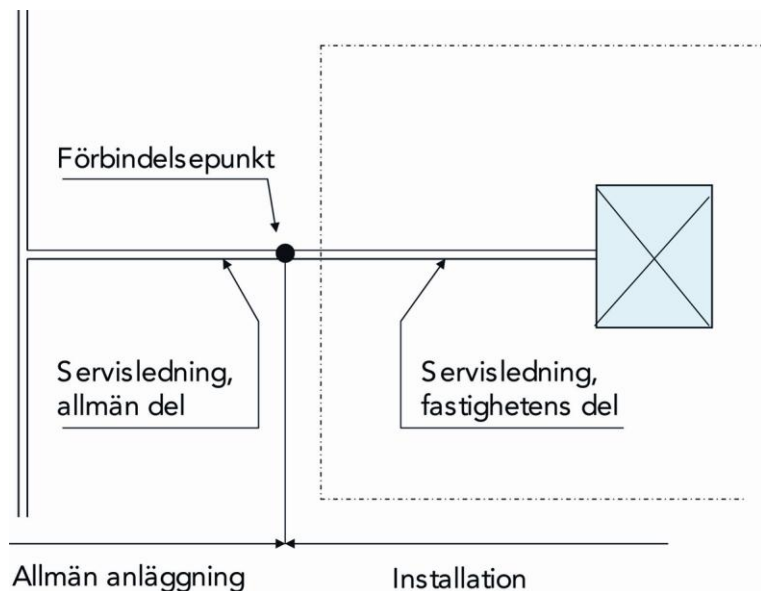 Förbindelsepunkt
Servisledning,
allmän del
Servisledning,
fastighetens del
Allmän anläggning
Installation